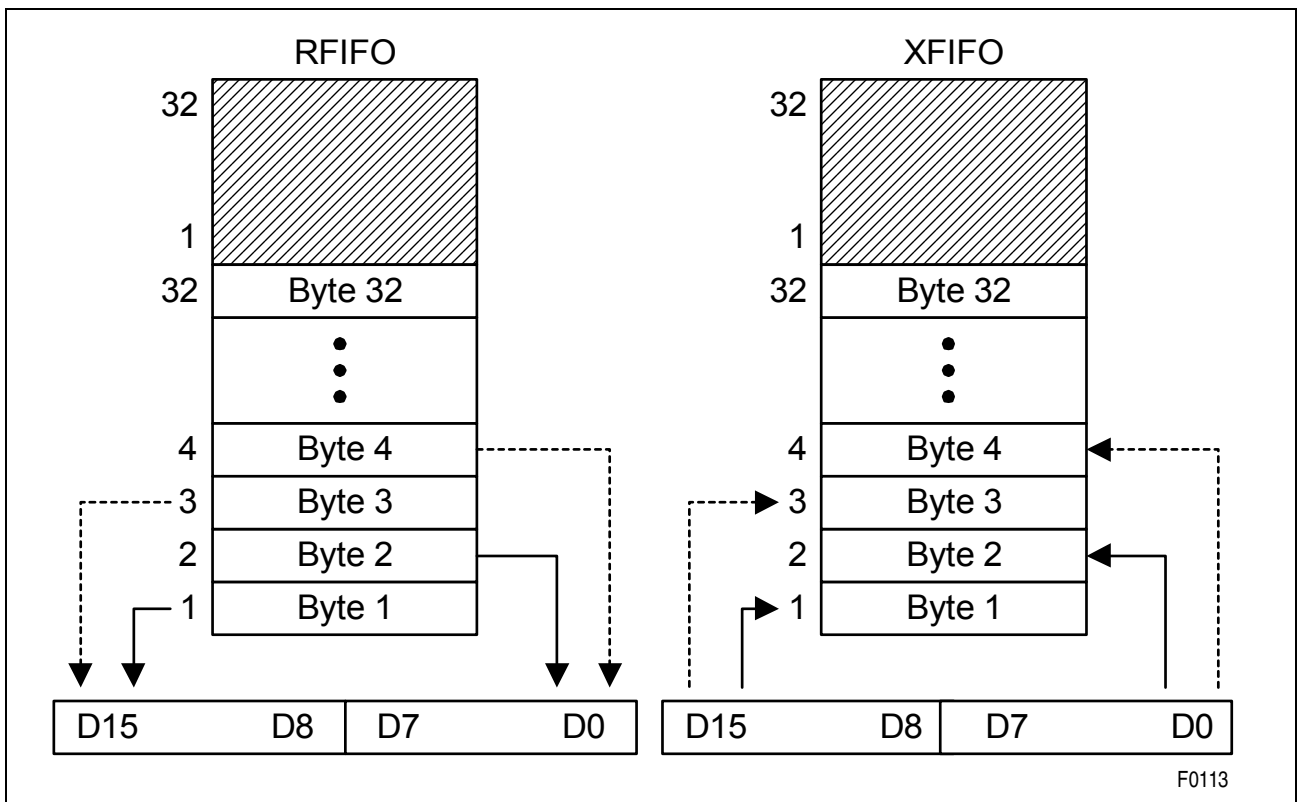 RFIFO XFIFO
32 32
1 1
32 Byte 32 32 Byte 32
4 Byte 4 4 Byte 4
3 Byte 3 3 Byte 3
2 Byte 2 2 Byte 2
1 Byte 1 1 Byte 1
D15 D8 D7 D0 D15 D8 D7 D0
F0113